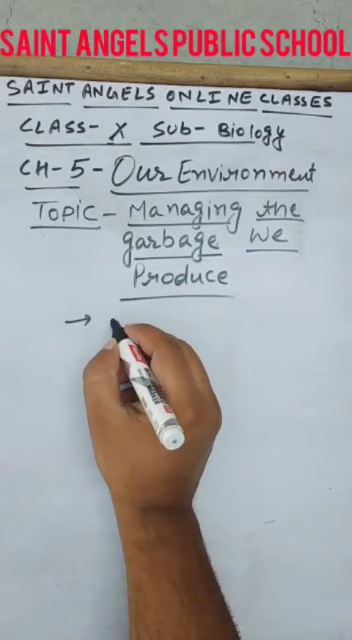 SAINT ANGELS PUBLIC SCHOOL
SAINT ANGELS ONLINE CLASSES
CLASS- X SUB- Biology
CH-5- Our Environment
TOPIC - Managing the
garbage We
Produce
→